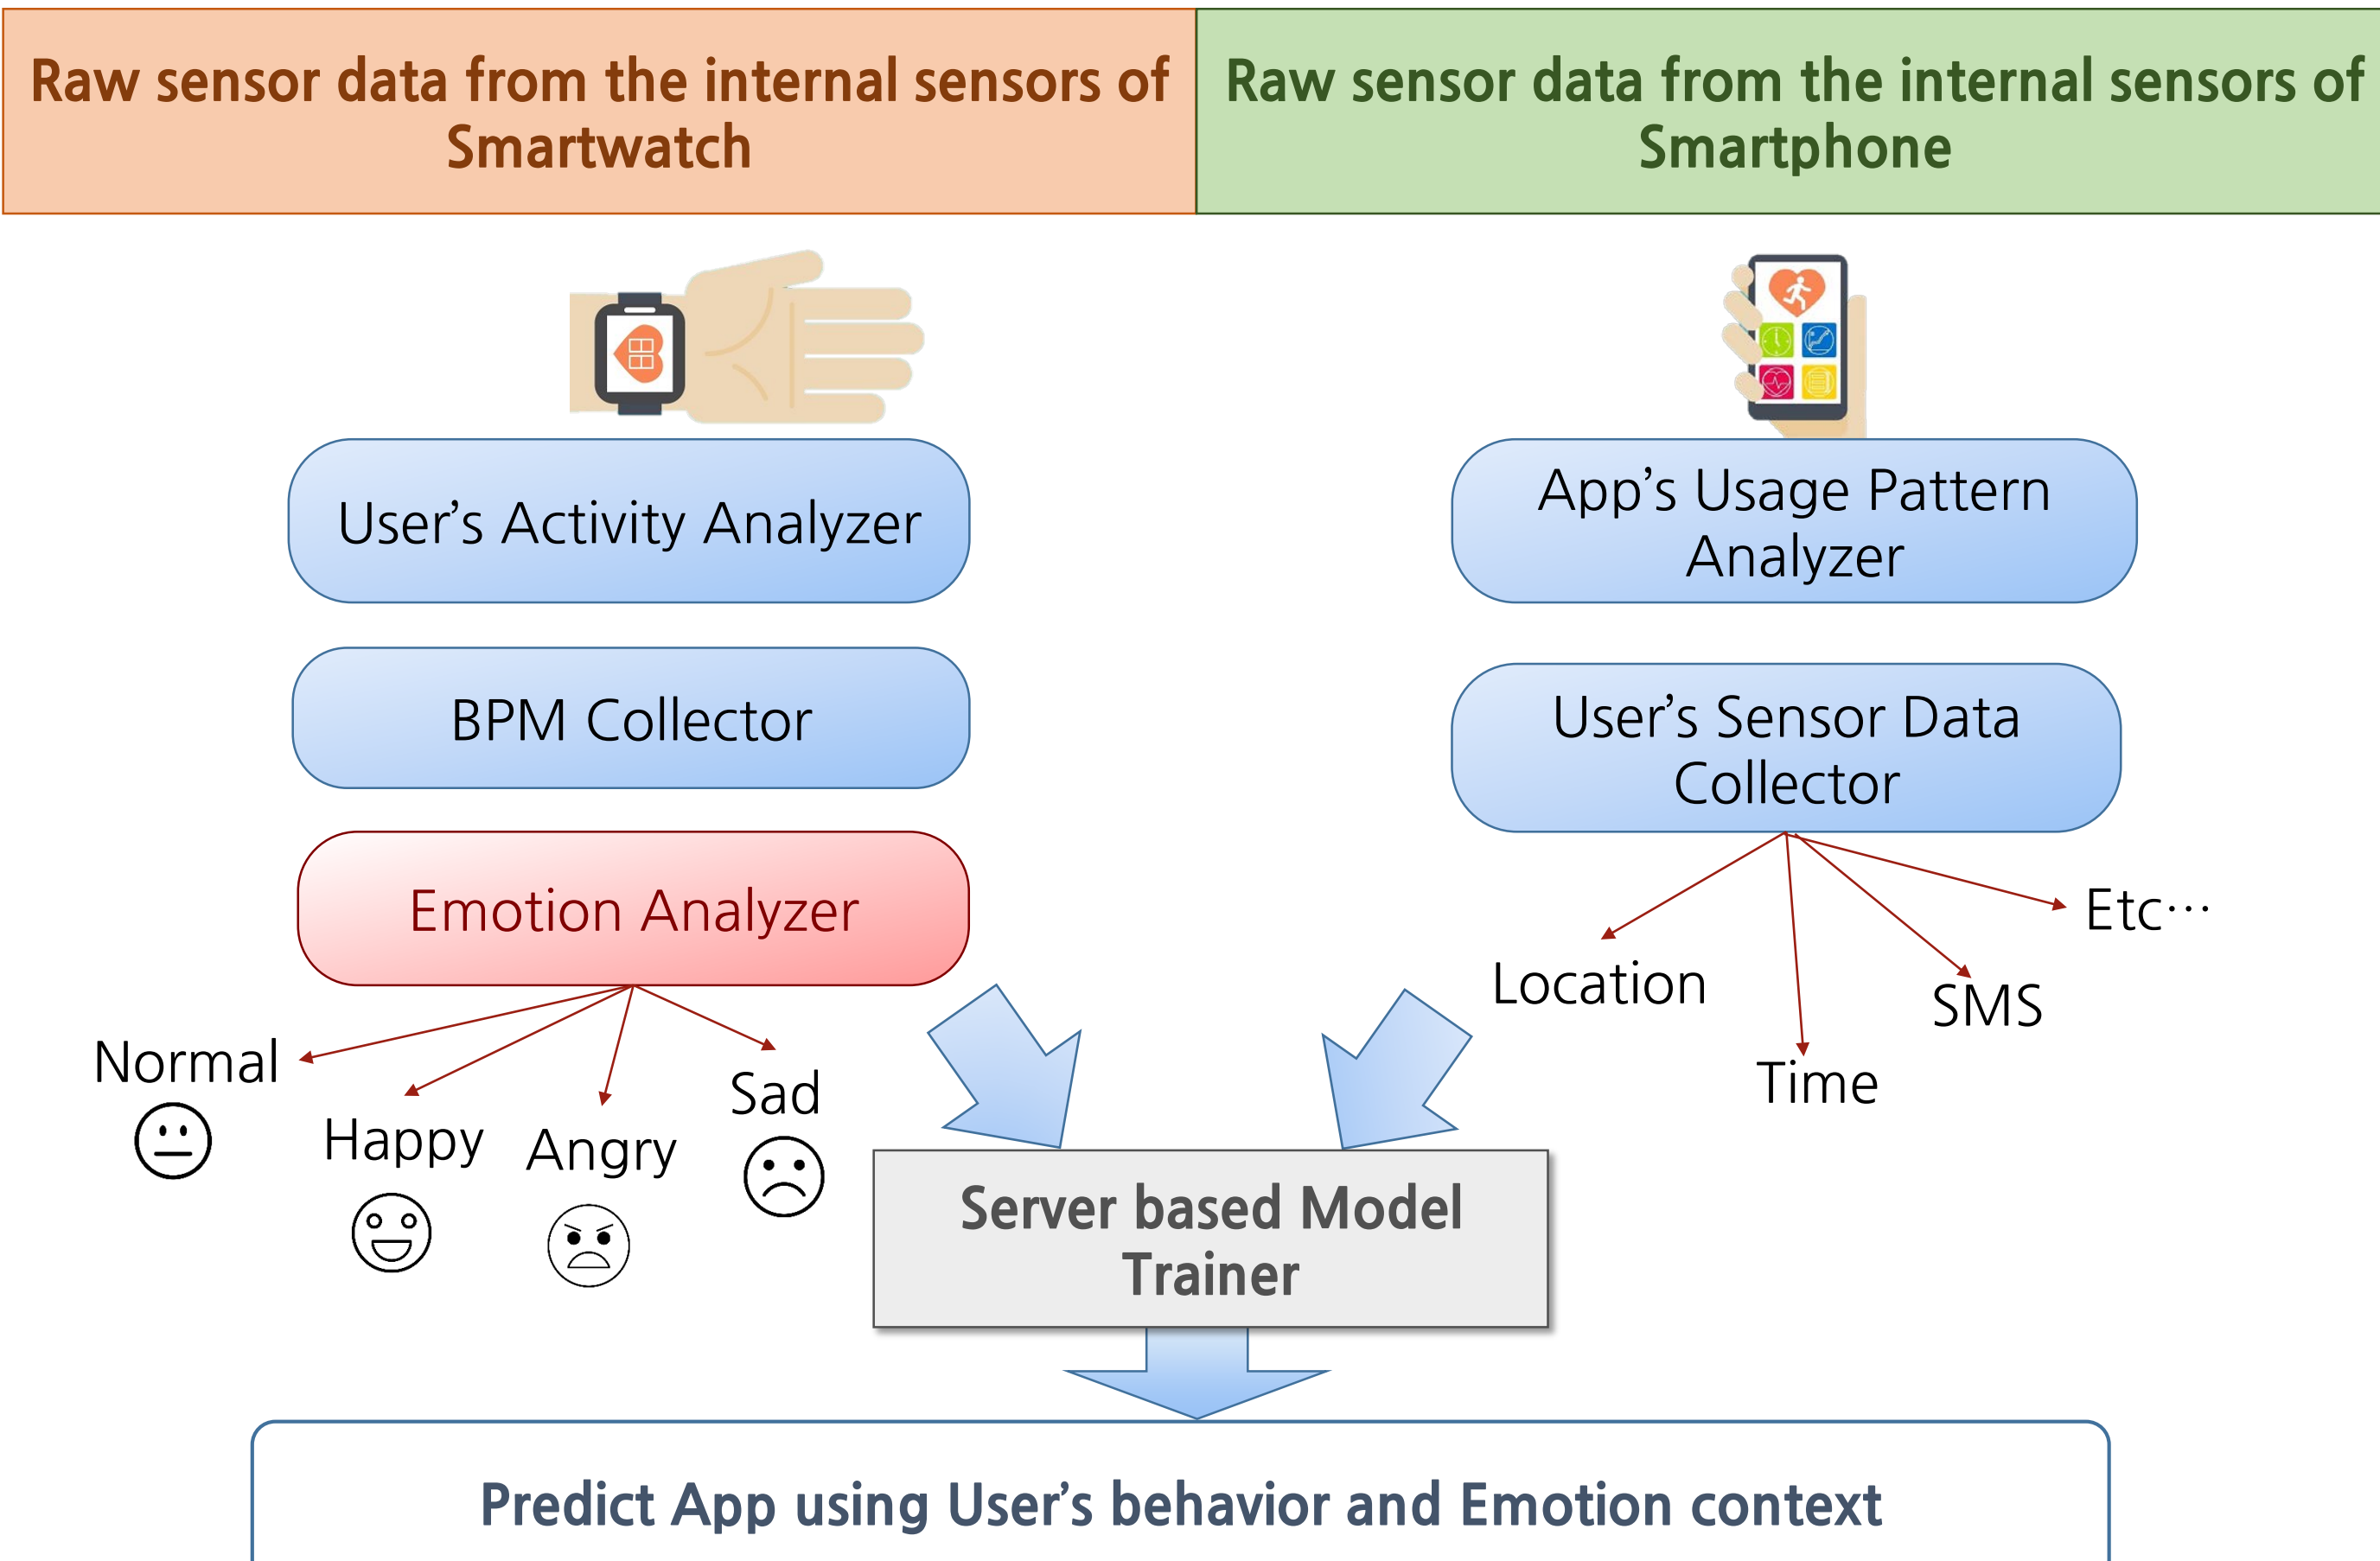 Raw sensor data from the internal sensors of
Smartwatch
Raw sensor data from the internal sensors of
Smartphone
User’s Activity Analyzer
BPM Collector
Emotion Analyzer
Normal
Happy
Angry
Sad
App’s Usage Pattern
Analyzer
User’s Sensor Data
Collector
Location
Time
SMS
Etc…
Server based Model
Trainer
Predict App using User’s behavior and Emotion context